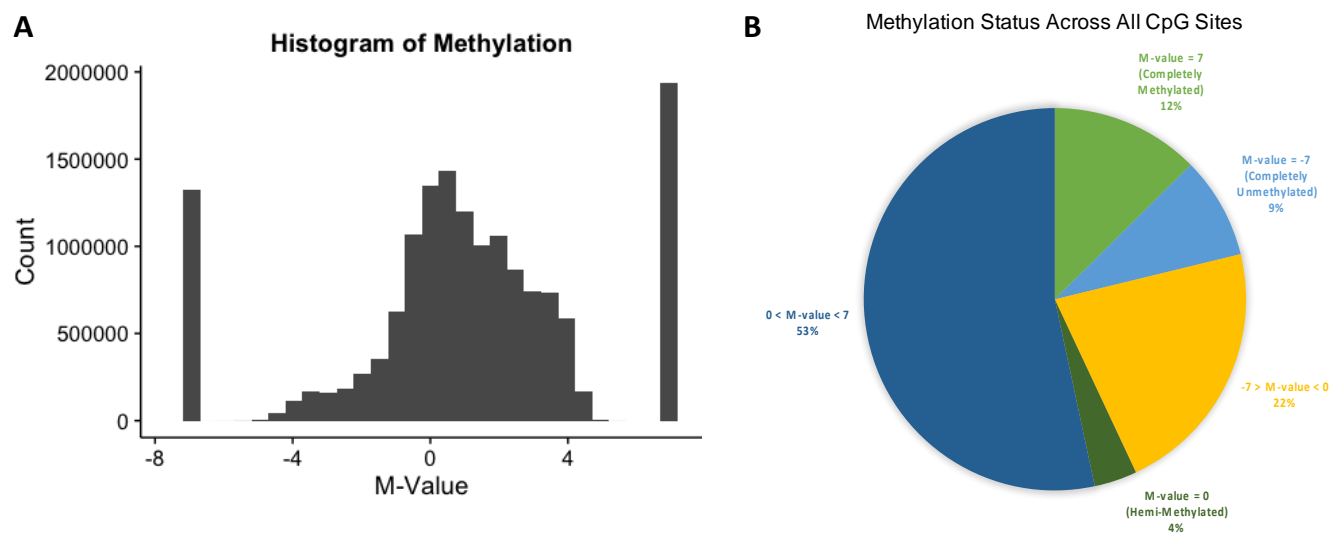 A
Histogram of Methylation
2000000
1500000
1000000
500000
0
Count
-8
-4
0
4
M-Value
B
Methylation Status Across All CpG Sites
M-value = 7
(Completely
Methylated)
12%
M-value = -7
(Completely
Unmethylated)
9%
0 < M-value < 7
53%
-7 > M-value < 0
22%
M-value = 0
(Hemi-Methylated)
4%